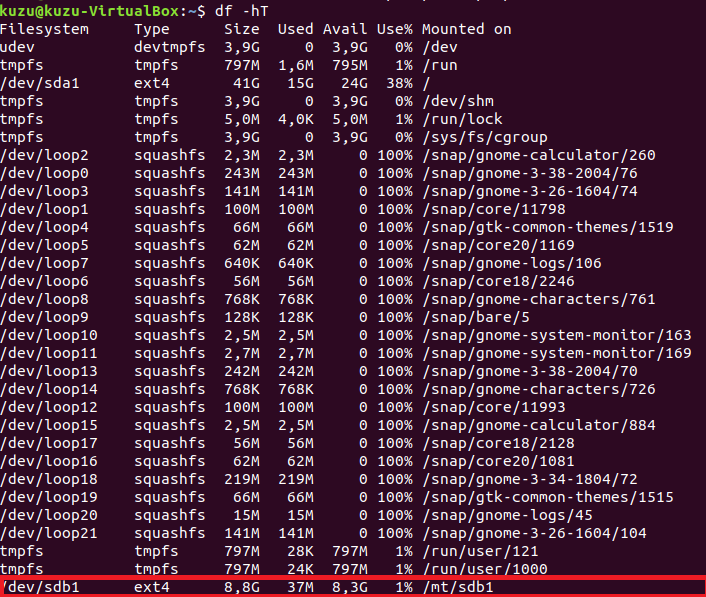 kuzu@kuzu-VirtualBox:~$ df -hT
Filesystem     Type      Size  Used Avail Use% Mounted on
udev           devtmpfs  3,9G     0  3,9G   0% /dev
tmpfs          tmpfs     797M  1,6M  795M   1% /run
/dev/sda1      ext4       41G   15G   24G  38% /
tmpfs          tmpfs     3,9G     0  3,9G   0% /dev/shm
tmpfs          tmpfs     5,0M  4,0K  5,0M   1% /run/lock
tmpfs          tmpfs     3,9G     0  3,9G   0% /sys/fs/cgroup
/dev/loop2     squashfs  2,3M  2,3M     0 100% /snap/gnome-calculator/260
/dev/loop0     squashfs  243M  243M     0 100% /snap/gnome-3-38-2004/76
/dev/loop3     squashfs  141M  141M     0 100% /snap/gnome-3-26-1604/74
/dev/loop1     squashfs  100M  100M     0 100% /snap/core/11798
/dev/loop4     squashfs   66M   66M     0 100% /snap/gtk-common-themes/1519
/dev/loop5     squashfs   62M   62M     0 100% /snap/core20/1169
/dev/loop7     squashfs  640K  640K     0 100% /snap/gnome-logs/106
/dev/loop6     squashfs   56M   56M     0 100% /snap/core18/2246
/dev/loop8     squashfs  768K  768K     0 100% /snap/gnome-characters/761
/dev/loop9     squashfs  128K  128K     0 100% /snap/bare/5
/dev/loop10    squashfs  2,5M  2,5M     0 100% /snap/gnome-system-monitor/163
/dev/loop11    squashfs  2,7M  2,7M     0 100% /snap/gnome-system-monitor/169
/dev/loop13    squashfs  242M  242M     0 100% /snap/gnome-3-38-2004/70
/dev/loop14    squashfs  768K  768K     0 100% /snap/gnome-characters/726
/dev/loop12    squashfs  100M  100M     0 100% /snap/core/11993
/dev/loop15    squashfs  2,5M  2,5M     0 100% /snap/gnome-calculator/884
/dev/loop17    squashfs   56M   56M     0 100% /snap/core18/2128
/dev/loop16    squashfs   62M   62M     0 100% /snap/core20/1081
/dev/loop18    squashfs  219M  219M     0 100% /snap/gnome-3-34-1804/72
/dev/loop19    squashfs   66M   66M     0 100% /snap/gtk-common-themes/1515
/dev/loop20    squashfs   15M   15M     0 100% /snap/gnome-logs/45
/dev/loop21    squashfs  141M  141M     0 100% /snap/gnome-3-26-1604/104
tmpfs          tmpfs     797M   28K  797M   1% /run/user/121
tmpfs          tmpfs     797M   24K  797M   1% /run/user/1000
/dev/sdb1      ext4      8,8G   37M  8,3G   1% /mt/sdb1